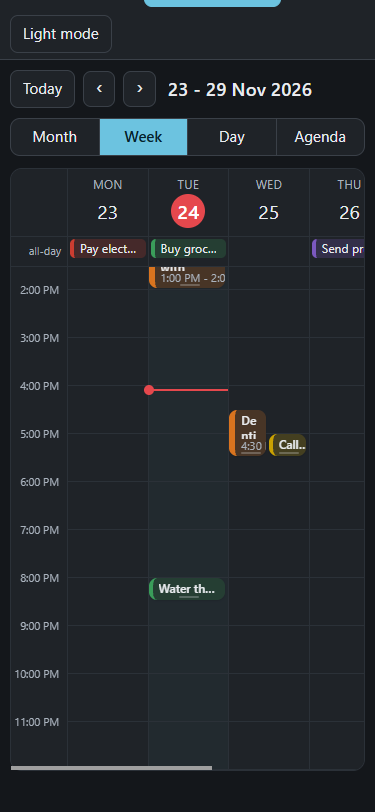 Light mode
Today ‹ › 23 - 29 Nov 2026
Month Week Day Agenda
MON TUE WED THU
23 24 25 26
all-day Pay elect... Buy groc... Send pr
with
1:00 PM - 2:0
2:00 PM
3:00 PM
4:00 PM
De
nti
4:30
5:00 PM
Call..
6:00 PM
7:00 PM
8:00 PM
Water th...
9:00 PM
10:00 PM
11:00 PM